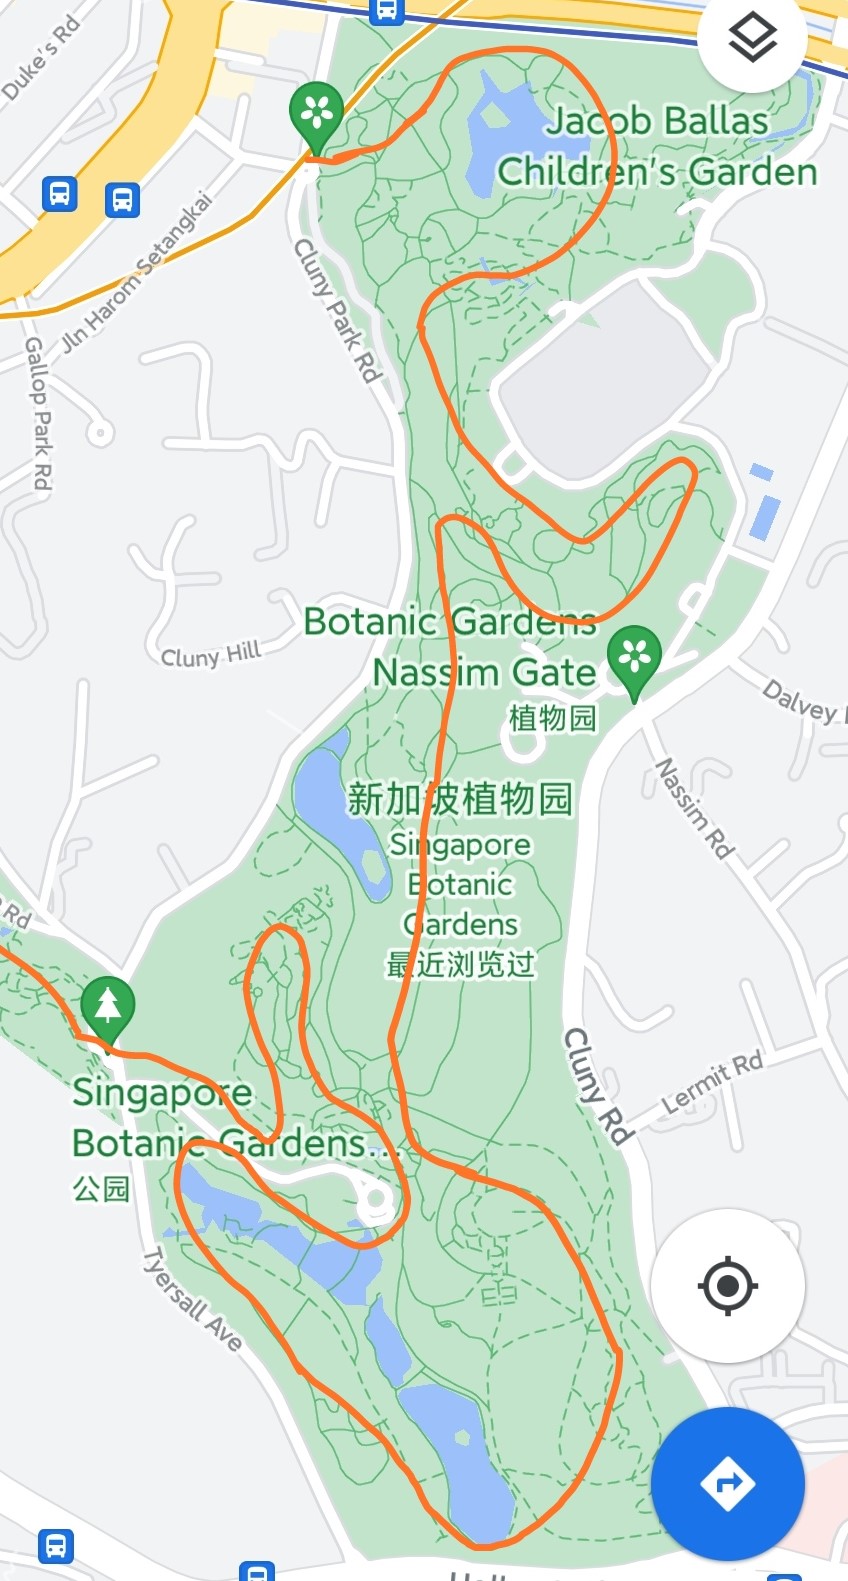 Duke's Rd
Jacob Ballas
Children's Garden
Jln Harom Setangkai
Cluny Park Rd
Gallop Park Rd
Botanic Gardens
Nassim Gate
植物园
Cluny Hill
Dalvey
Nassim Rd
新加坡植物园
Singapore
Botanic
Gardens
最近浏览过
Rd
Singapore
Botanic Gardens...
公园
Cluny Rd
Lermit Rd
Tyersall Ave